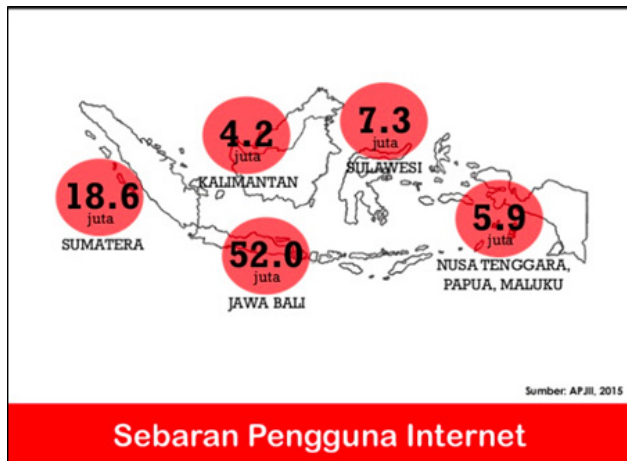 4.2
juta
KALIMANTAN
7.3
juta
SULAWESI
18.6
juta
SUMATERA
52.0
juta
JAWA BALI
5.9
juta
NUSA TENGGARA,
PAPUA, MALUKU
Sumber: APJII, 2015
Sebaran Pengguna Internet